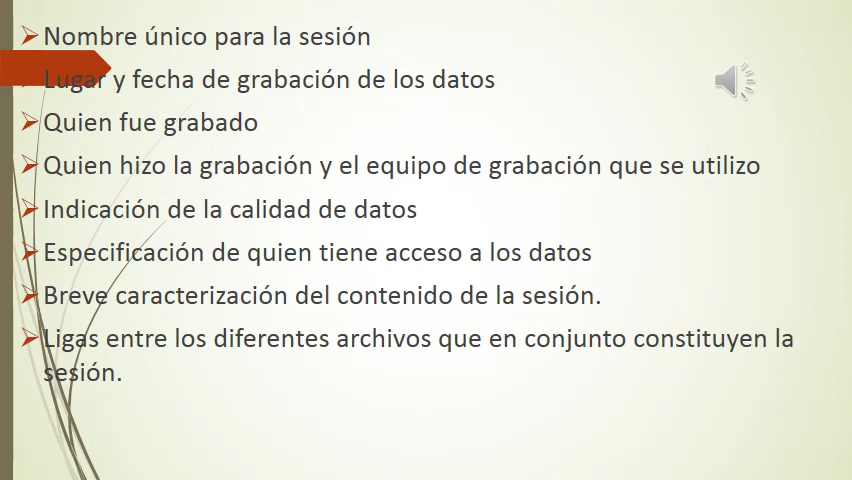 Nombre único para la sesión
Lugar y fecha de grabación de los datos
Quien fue grabado
Quien hizo la grabación y el equipo de grabación que se utilizo
Indicación de la calidad de datos
Especificación de quien tiene acceso a los datos
Breve caracterización del contenido de la sesión.
Ligas entre los diferentes archivos que en conjunto constituyen la
sesión.